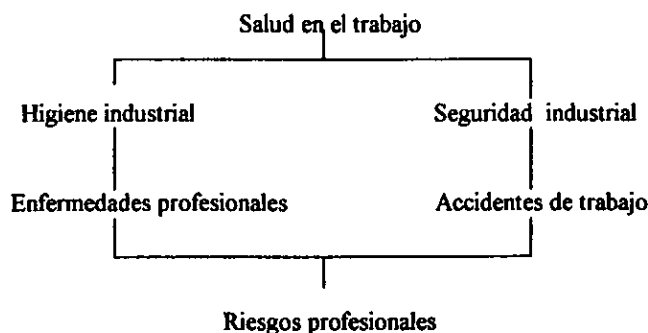 Salud en el trabajo
Higiene industrial
Seguridad industrial
Enfermedades profesionales
Accidentes de trabajo
Riesgos profesionales